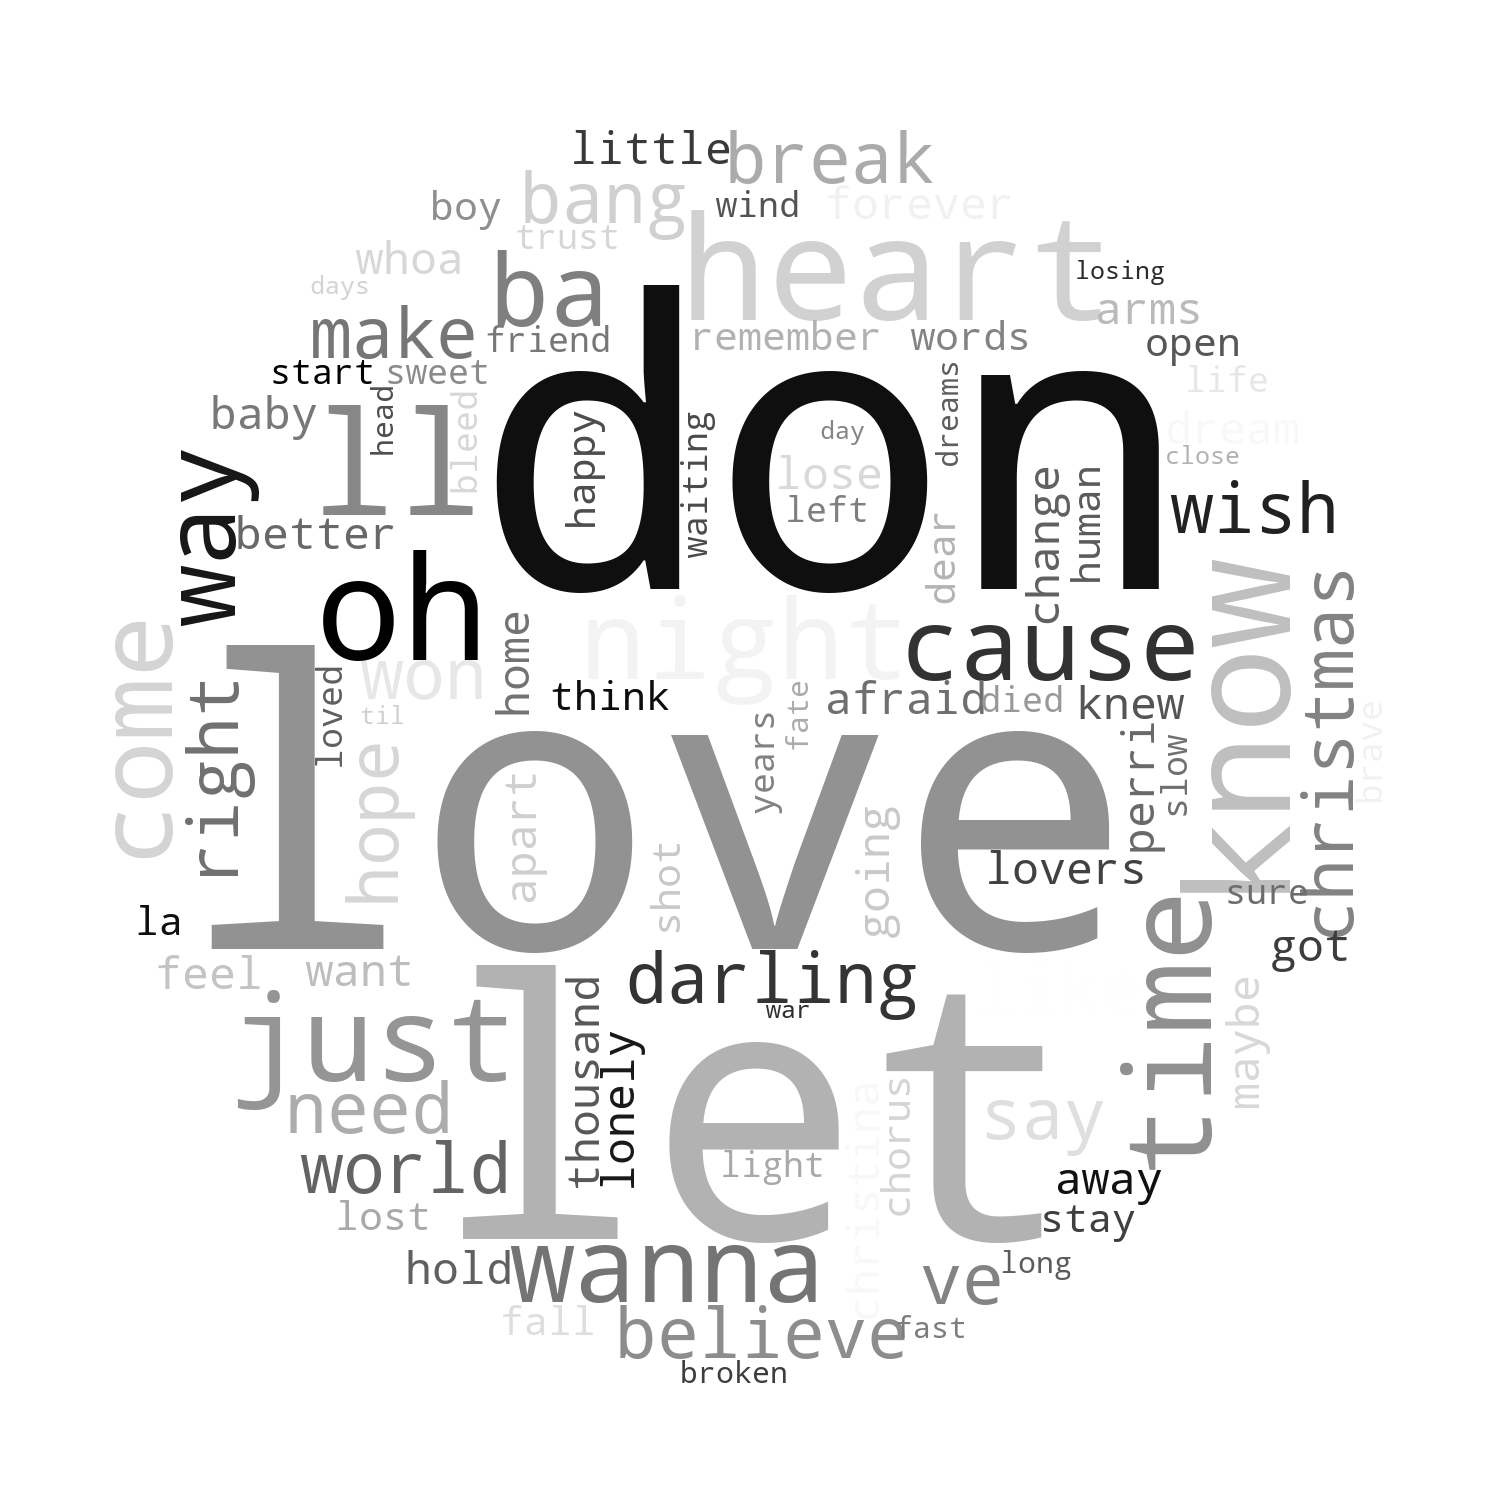 little
break
bang
boy
wind
forever
trust
heart
whoa
ba
losing
days
arms
make
friend
remember
words
open
don
start
sweet
life
head
baby
ll
bleed
happy
waiting
day
dreams
dream
close
lose
way
left
change
human
wish
better
dear
oh
know
christmas
night
cause
come
home
won
right
loved
think
afraid
died
knew
til
fate
years
perri
slow
brave
love
hope
apart
shot
going
lovers
sure
la
time
got
feel
want
darling
like
just
thousand
war
maybe
lonely
let
need
christina
chorus
say
world
light
away
lost
stay
hold
wanna
ve
long
fall
believe
fast
broken